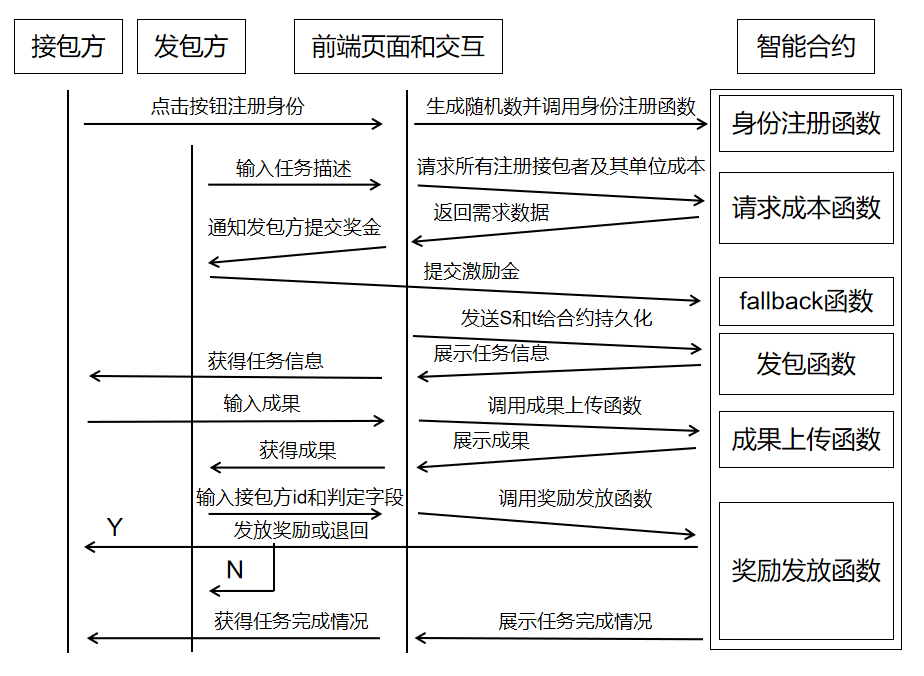 接包方
发包方
前端页面和交互
智能合约
点击按钮注册身份
生成随机数并调用身份注册函数
身份注册函数
输入任务描述
请求所有注册接包者及其单位成本
请求成本函数
返回需求数据
通知发包方提交奖金
提交激励金
fallback函数
发送S和t给合约持久化
展示任务信息
发包函数
获得任务信息
输入成果
调用成果上传函数
成果上传函数
展示成果
获得成果
输入接包方id和判定字段
调用奖励发放函数
Y
发放奖励或退回
N
奖励发放函数
获得任务完成情况
展示任务完成情况